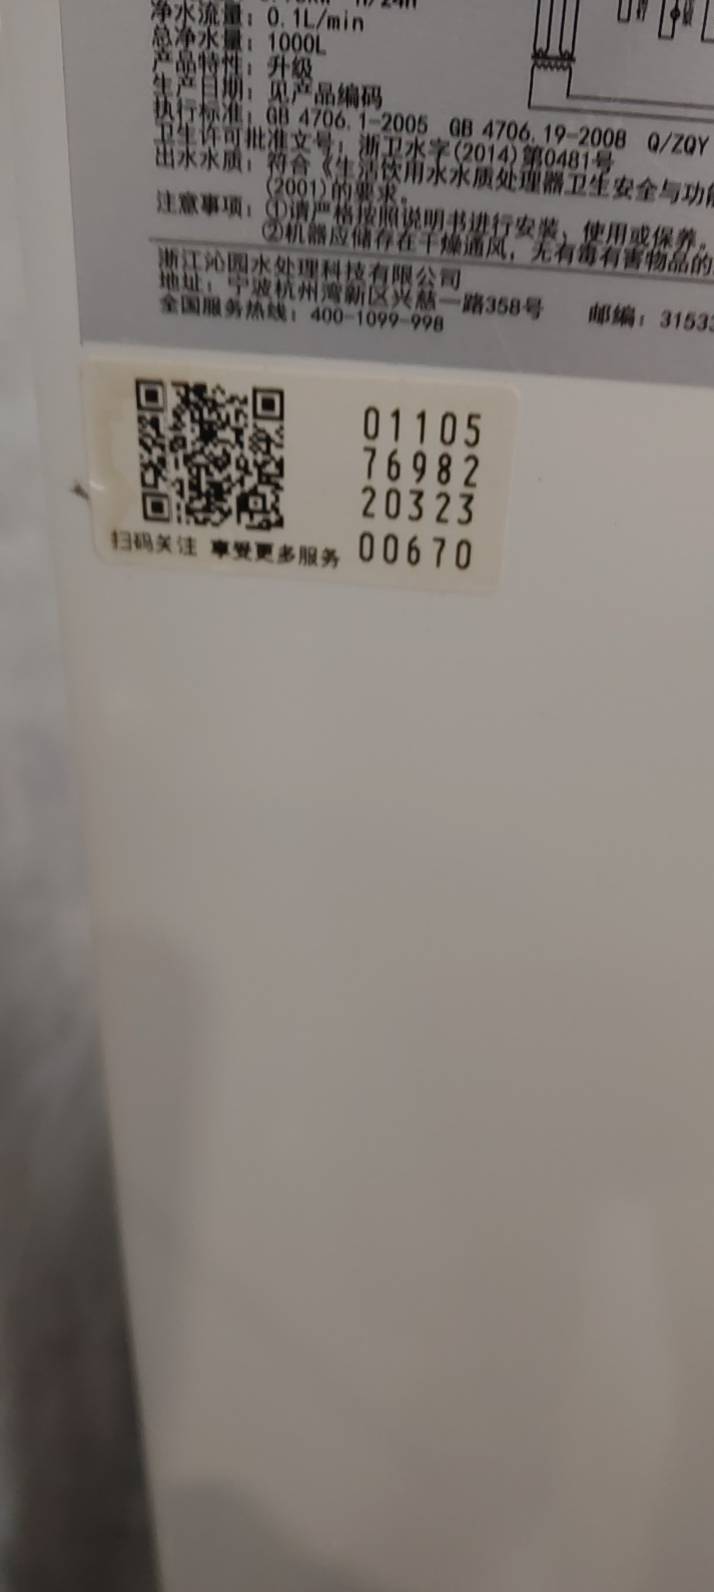 净水流量：0.1L/min
总净水量：1000L
产品特性：升级
生产日期：见产品编码
执行标准：GB 4706.1-2005 GB 4706.19-2008 Q/ZQY
卫生许可批准文号：浙卫水字(2014)第0481号
出水水质：符合《生活饮用水水质处理器卫生安全与功能
(2001)的要求。
注意事项：①请严格按照说明书进行安装、使用或保养。
②机器应储存在干燥通风，无有毒有害物品的
浙江沁园水处理科技有限公司
地址：宁波杭州湾新区兴慈一路358号 邮编：31533
全国服务热线：400-1099-998
01105
76982
20323
00670
扫码关注 享受更多服务